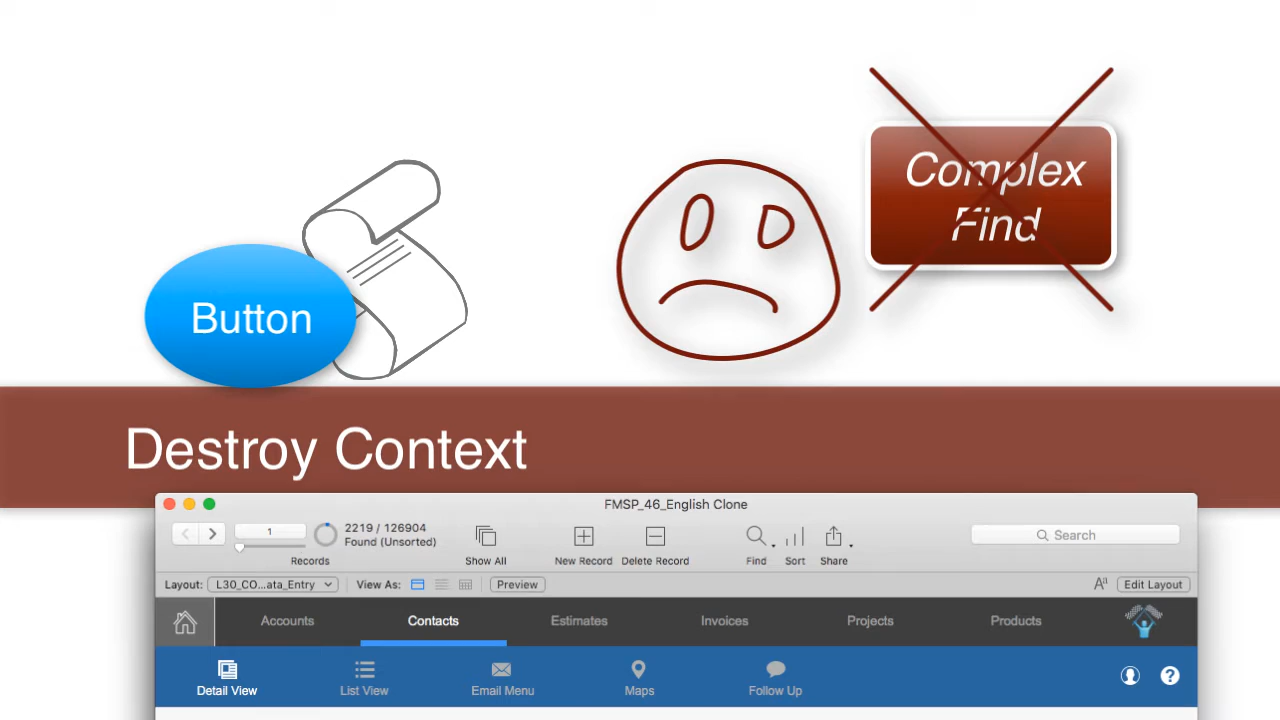 Complex
Find
Button
Destroy Context
FMSP_46_English Clone
1
2219 / 126904
Found (Unsorted)
Records
Show All
New Record
Delete Record
Find
Sort
Share
Search
Layout: L30_CO...ata_Entry
View As:
Preview
Aª
Edit Layout
Accounts
Contacts
Estimates
Invoices
Projects
Products
Detail View
List View
Email Menu
Maps
Follow Up
?